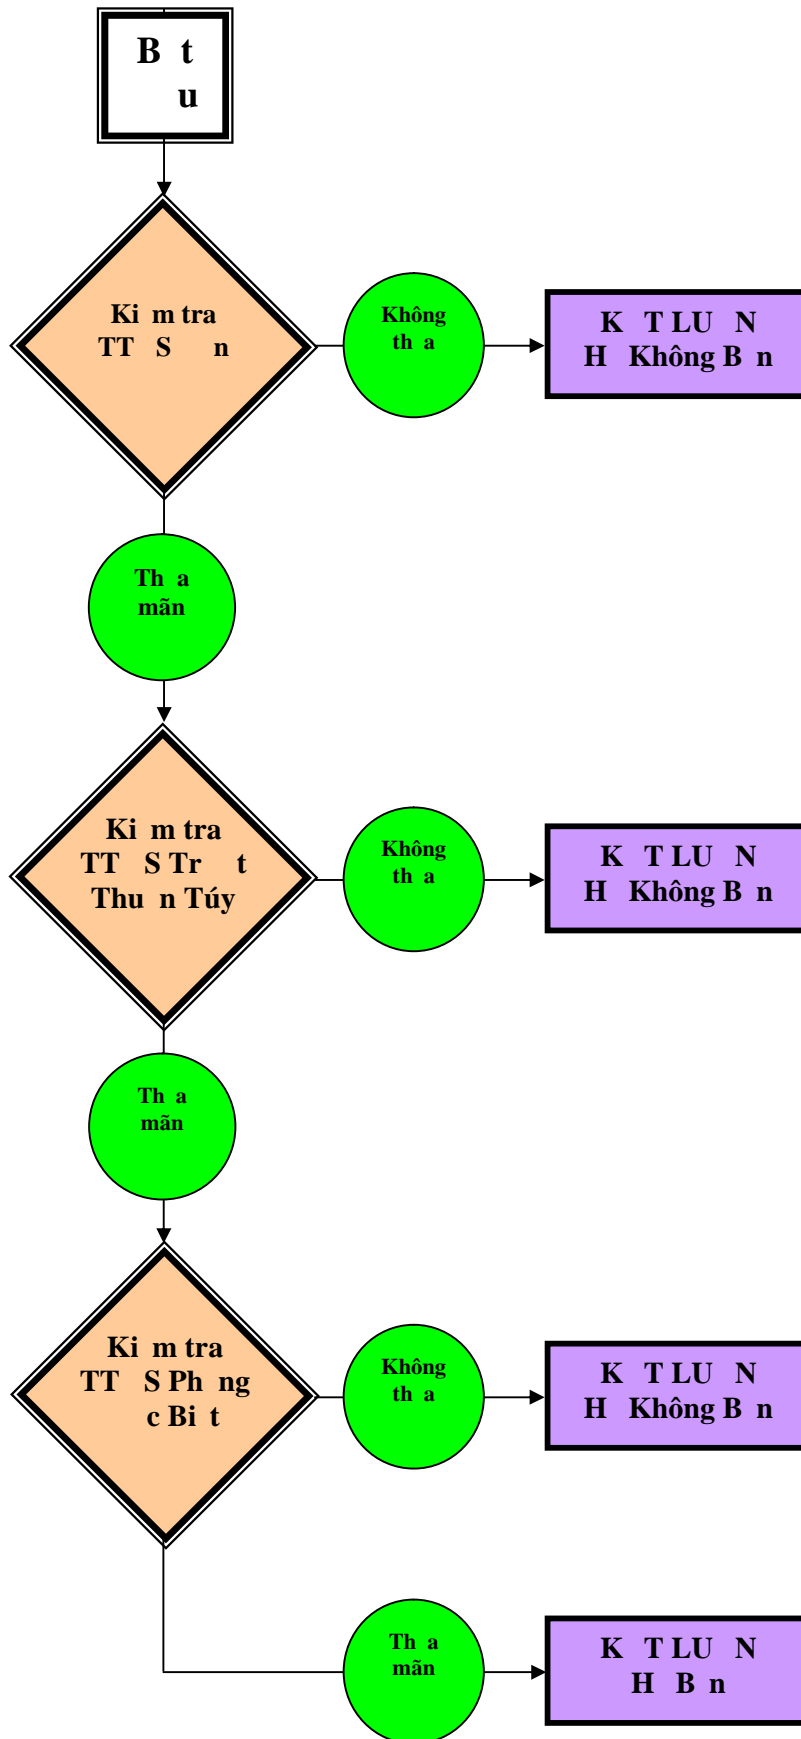 B t
u
Ki m tra
TT S n
Không
th a
K T LU N
H Không B n
Th a
mãn
Ki m tra
TT S Tr t
Thu n Túy
Không
th a
K T LU N
H Không B n
Th a
mãn
Ki m tra
TT S Ph ng
c Bi t
Không
th a
K T LU N
H Không B n
Th a
mãn
K T LU N
H B n